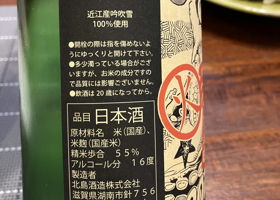 近江産吟吹雪
100%使用
●開栓の際は指を傷めないよう
にゆっくりと開けて下さい。
●多少濁っている場合がござ
いますが、お米の成分ですの
で品質には影響ございません。
●飲酒は20歳になってから。
品目 日本酒
原材料名 米(国産)、
米麹(国産米)
精米歩合 55%
アルコール分 16度
製造者
北島酒造株式会社
滋賀県湖南市針756